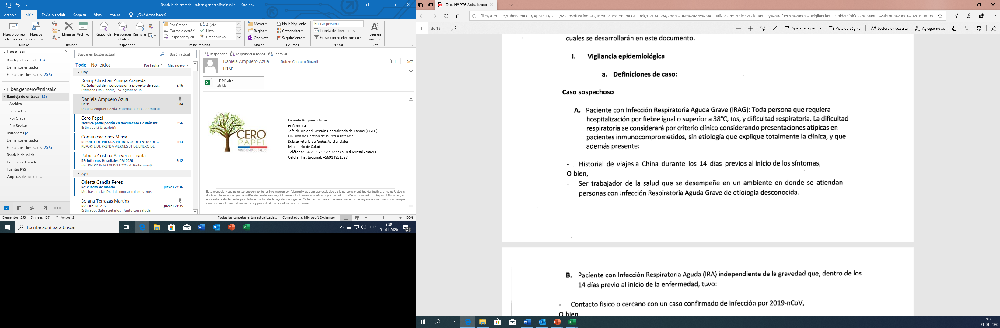 Bandeja de entrada - ruben.gennero@minsal.cl - Outlook
Archivo Inicio Enviar y recibir Carpeta Vista Ayuda ¿Qué desea hacer?
Nuevo correo electrónico
Nuevos elementos
Nuevo
Eliminar Archivo
Eliminar
Responder Responder a todos Reenviar
Responder
Por Grabar Al jefe
Correo electróni... Listo
Responder y eli... Crear nuevo
Pasos rápidos
Mover
Reglas
OneNote
Mover
No leído/Leído
Categorizar
Seguimiento
Etiquetas
Buscar personas
Libreta de direcciones
Filtrar correo electrónico
Buscar
Leer en voz alta
Voz
Favoritos
Bandeja de entrada 137
Elementos enviados
Elementos eliminados 2575
ruben.gennero@minsal.cl
Bandeja de entrada 137
Archivo
Follow Up
Por Grabar
Por Revisar
Borradores [2]
Elementos enviados
Elementos eliminados 2575
Bandeja de salida
Correo no deseado
Fuentes RSS
Carpetas de búsqueda
Buscar en Buzón actual Buzón actual
Todo No leídos Por Fecha Más nuevo ↓
Hoy
Ronny Christian Zuñiga Araneda
RE: Solicitud de incorporación a proyecto de equ... 9:16
Estimada Dra. Candia, Se agradece la
Daniela Ampuero Azua
H1N1 9:04
Daniela Ampuero Azúa Enfermera Jefe de Unidad
Cero Papel
Notifica participación en documento Gestión Int... 8:56
Estimado(s) Usuario(s):
Comunicaciones Minsal
REPORTE DE PRENSA VIERNES 31 DE ENERO DE ... 8:13
REPORTE DE PRENSA VIERNES 31 DE ENERO DE
Patricia Cristina Acevedo Loyola
RE: Informes Hospitales PM 2020 8:12
oki PATRICIA ACEVEDO LOYOLA Profesional/
Ayer
Orietta Candia Perez
Re: cuadro de mando jueves 23:36
Muchas gracias Dr., tal como acordamos, nos
Solana Terrazas Martins
RV: Ord. Nº 276 jueves 21:35
Estimados Subsecretarios: Junto con saludar,
Responder Responder a todos Reenviar
Daniela Ampuero Azua Ruben Gennero Riganti 1 9:07
H1N1
H1N1.xlsx
26 KB
CERO
PAPEL
MINISTERIO DE SALUD
Daniela Ampuero Azúa
Enfermera
Jefe de Unidad Gestión Centralizada de Camas (UGCC)
División de Gestión de la Red Asistencial
Subsecretaría de Redes Asistenciales
Ministerio de Salud
Teléfono: 56-2-25740644 /Anexo Red Minsal 240644
Celular Institucional: +56933851588
Este mensaje y sus adjuntos pueden contener información confidencial y es para uso exclusivo de la persona o entidad de destino, si no es Usted el
destinatario indicado, queda notificado que la lectura, utilización, divulgación, reenvío o copia sin autorización no está autorizado por el firmante y se
encuentra estrictamente prohibido en virtud de la legislación vigente. Si ha recibido este mensaje por error, le rogamos que nos lo comunique
inmediatamente por esta misma vía y proceda de inmediato a su destrucción.
Elementos: 553 Sin leer: 137 Avisos: 2 Todas las carpetas están actualizadas. Conectado a: Microsoft Exchange 100%
Escribe aquí para buscar ESP 9:39
31-01-2020 21
Ord. Nº 276 Actualizació
file:///C:/Users/rubengennero/AppData/Local/Microsoft/Windows/INetCache/Content.Outlook/H2T3XSW4/Ord.%20Nº%20276%20Actualización%20de%20alerta%20y%20refuerzo%20de%20vigilancia%20epidemiológica%20ante%20brote%20de%202019-nCoV,
1 de 13 Ajustar a la página Vista de página Lectura en voz alta Agregar notas
cuales se desarrollarán en este documento.
I. Vigilancia epidemiológica
a. Definiciones de caso:
Caso sospechoso
A. Paciente con Infección Respiratoria Aguda Grave (IRAG): Toda persona que requiera
hospitalización por fiebre igual o superior a 38°C, tos, y dificultad respiratoria. La dificultad
respiratoria se considerará por criterio clínico considerando presentaciones atípicas en
pacientes inmunocomprometidos, sin etiología que explique totalmente la clínica, y que
además presente:
- Historial de viajes a China durante los 14 días previos al inicio de los síntomas,
O bien,
- Ser trabajador de la salud que se desempeñe en un ambiente en donde se atiendan
personas con Infección Respiratoria Aguda Grave de etiología desconocida.
B. Paciente con Infección Respiratoria Aguda (IRA) independiente de la gravedad que, dentro de los
14 días previo al inicio de la enfermedad, tuvo:
- Contacto físico o cercano con un caso confirmado de infección por 2019-nCoV,
O bien,
9:39
31-01-2020